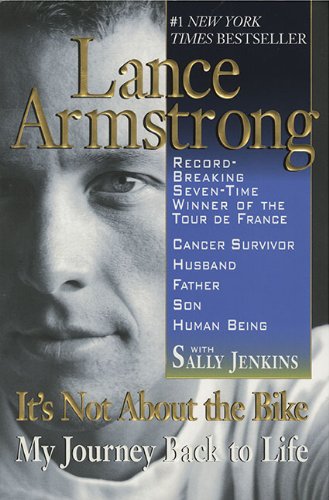 #1 NEW YORK
TIMES BESTSELLER
Lance
Armstrong
RECORD-
BREAKING
SEVEN-TIME
WINNER OF THE
TOUR DE FRANCE
CANCER SURVIVOR
HUSBAND
FATHER
SON
HUMAN BEING
WITH
SALLY JENKINS
It's Not About the Bike
My Journey Back to Life